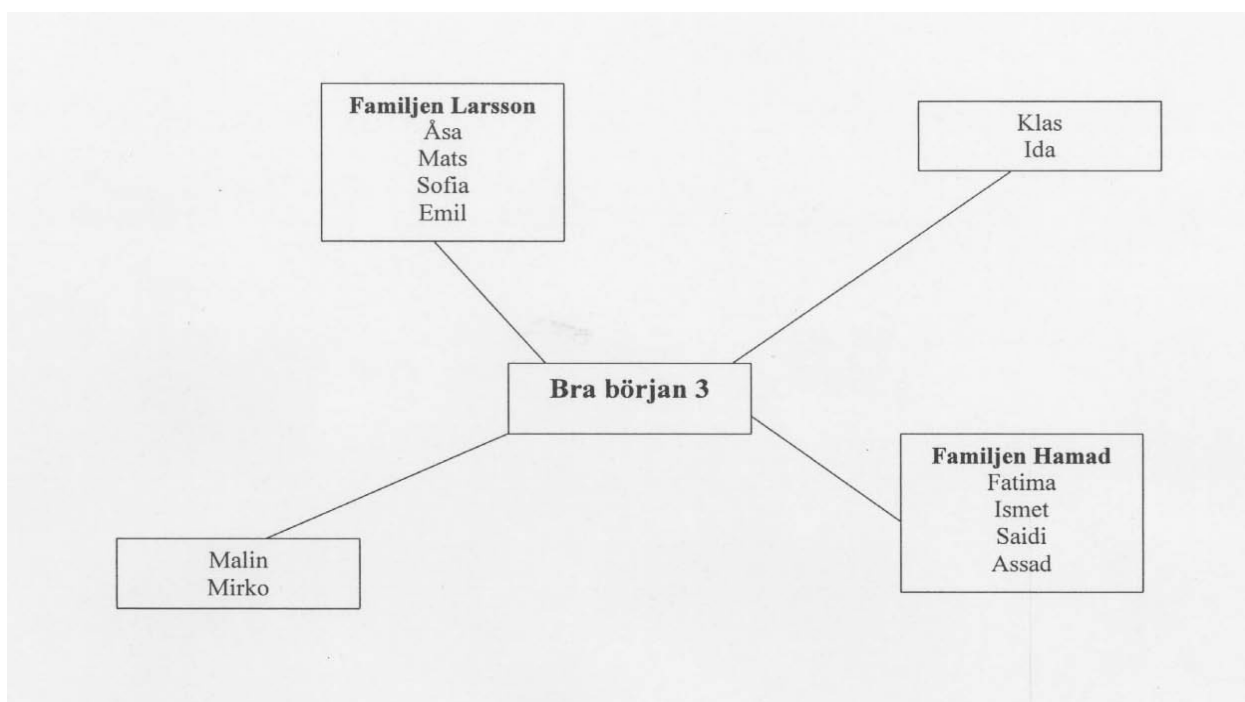 Familjen Larsson
Åsa
Mats
Sofia
Emil
Klas
Ida
Bra början 3
Familjen Hamad
Fatima
Ismet
Saidi
Assad
Malin
Mirko